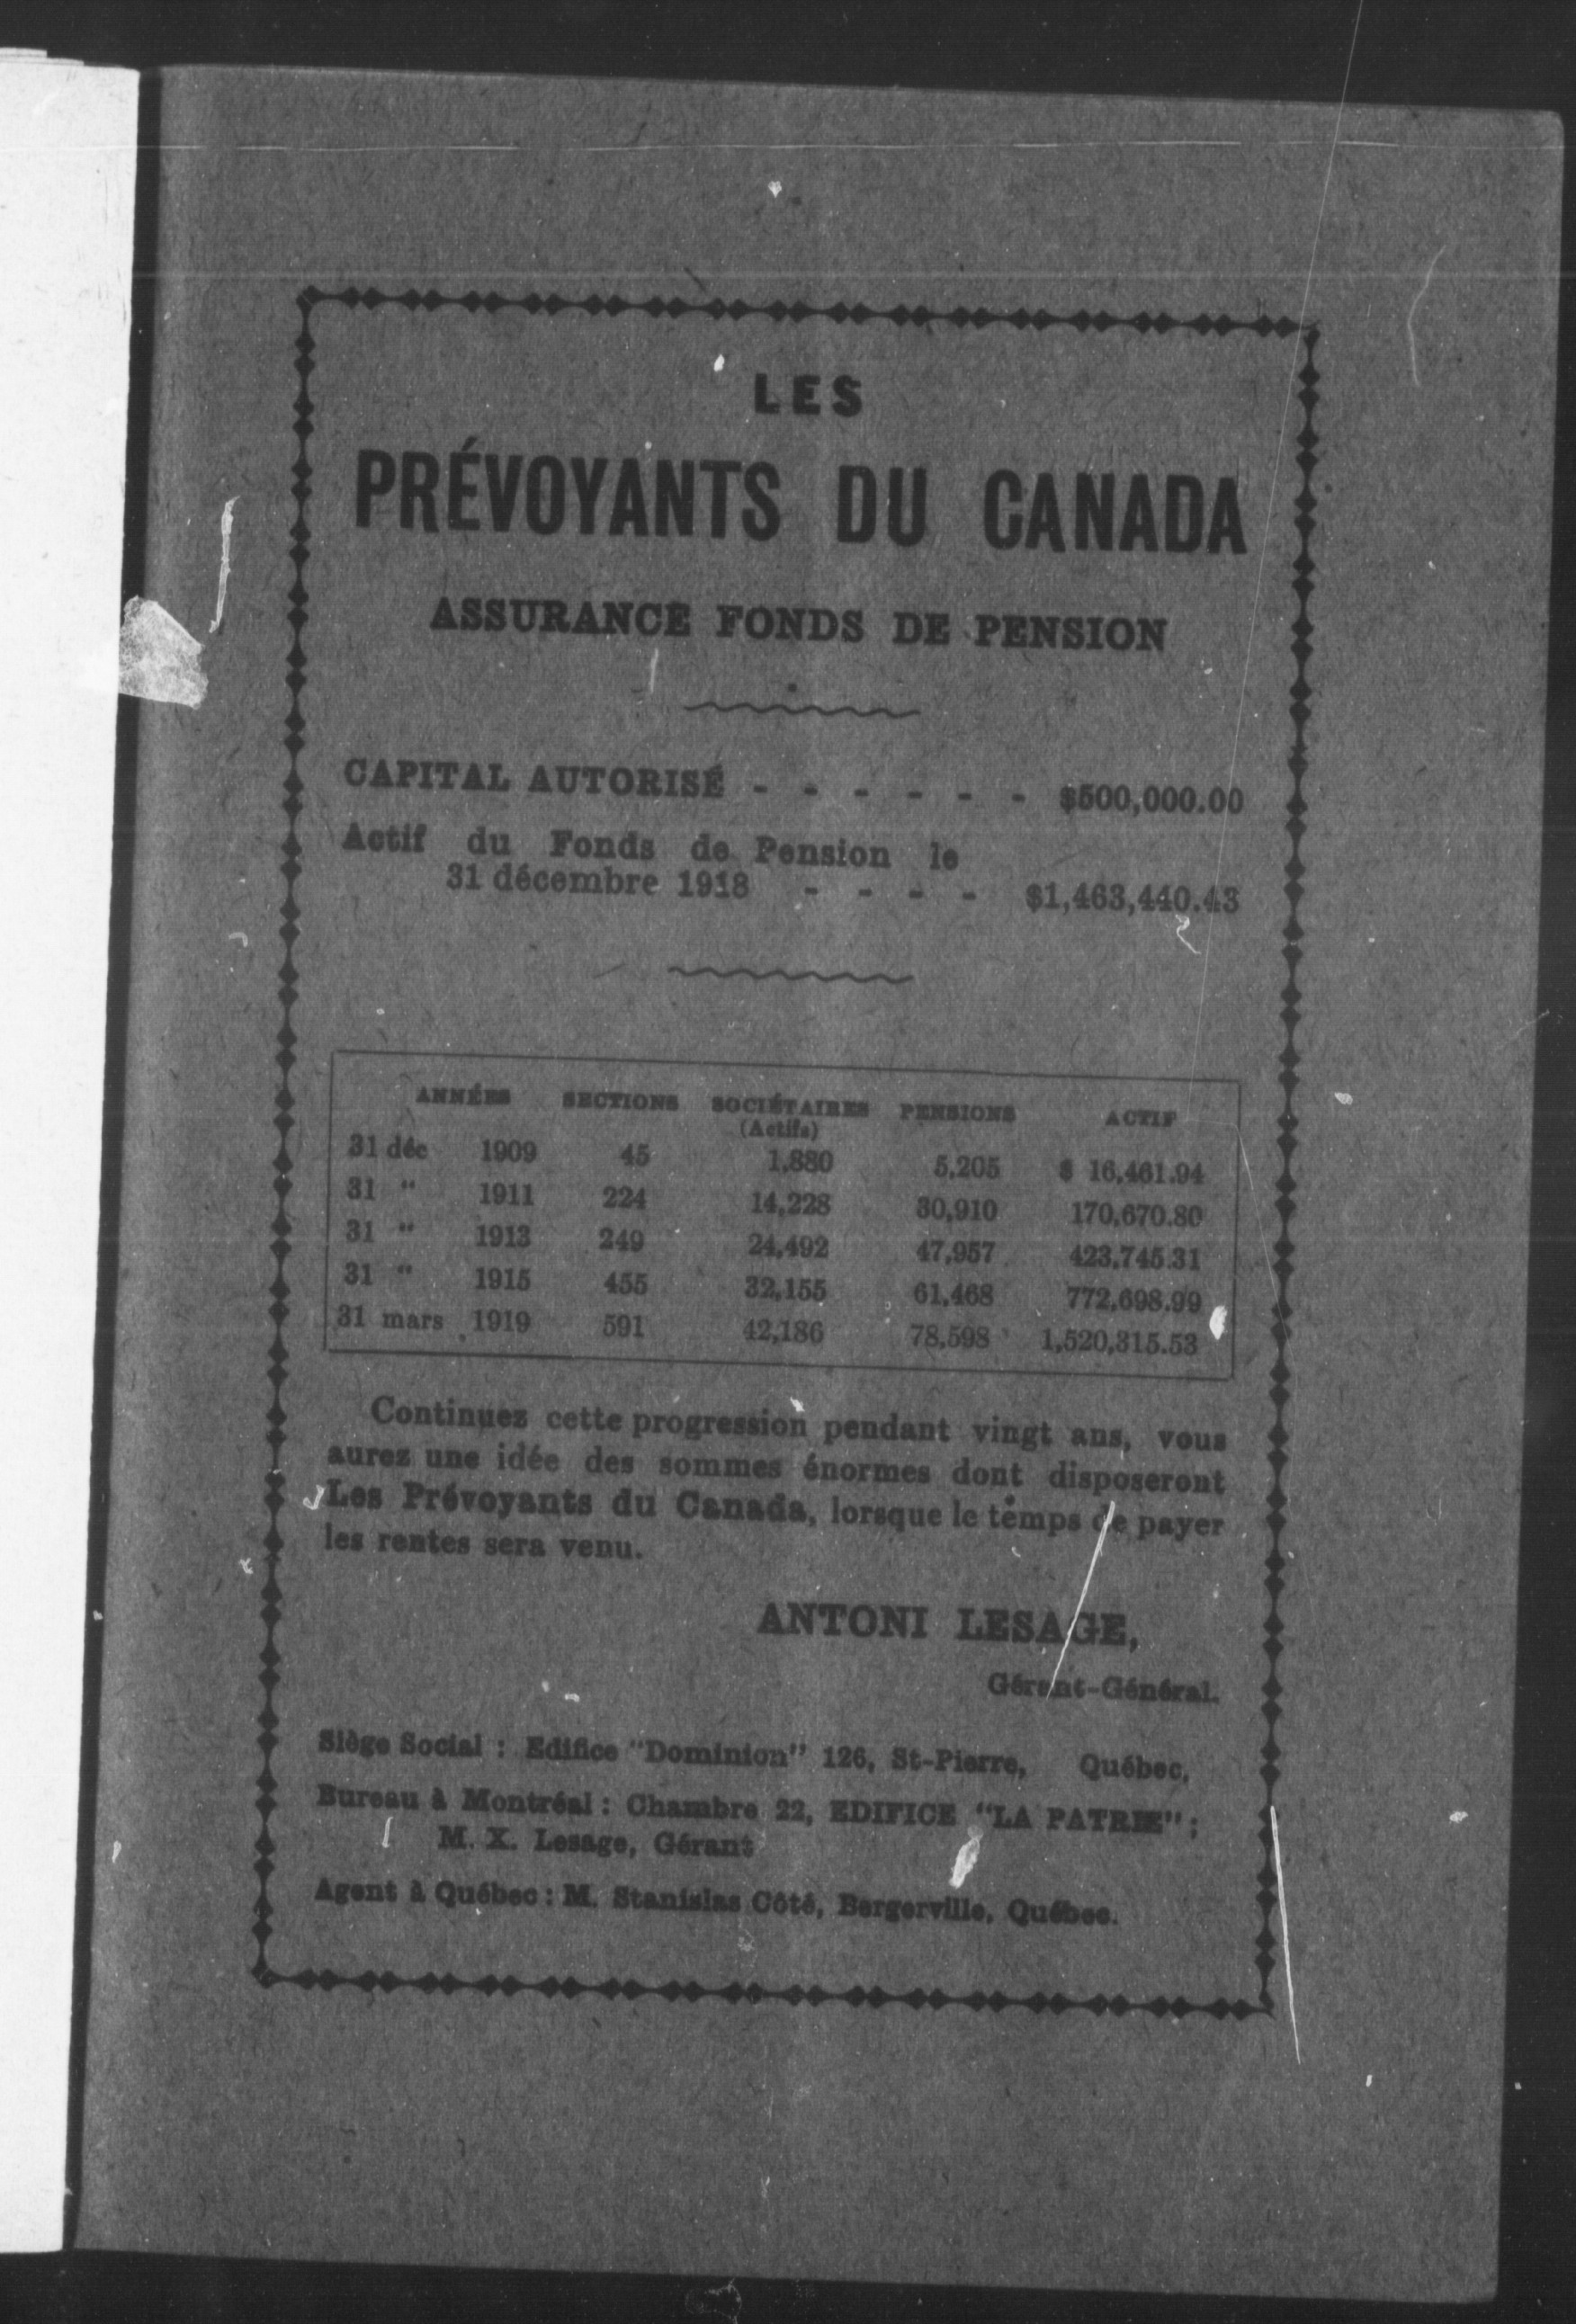 LES
PRÉVOYANTS DU CANADA
ASSURANCE FONDS DE PENSION
CAPITAL AUTORISÉ - - - - - - $500,000.00
Actif du Fonds de Pension le
31 décembre 1918 - - - - $1,463,440.43
ANNÉES SECTIONS SOCIÉTAIRES PENSIONS ACTIF
(Actifs)
31 déc 1909 45 1,880 5,205 $ 16,461.94
31 " 1911 224 14,228 30,910 170,670.80
31 " 1913 249 24,492 47,957 423,745.31
31 " 1915 455 32,155 61,468 772,698.99
31 mars 1919 591 42,186 78,598 1,520,315.53
Continuez cette progression pendant vingt ans, vous
aurez une idée des sommes énormes dont disposeront
Les Prévoyants du Canada, lorsque le temps de payer
les rentes sera venu.
ANTONI LESAGE,
Gérant-Général.
Siège Social : Edifice "Dominion" 126, St-Pierre, Québec,
Bureau à Montréal : Chambre 22, EDIFICE "LA PATRIE" ;
M. X. Lesage, Gérant
Agent à Québec : M. Stanislas Côté, Bergerville, Québec.